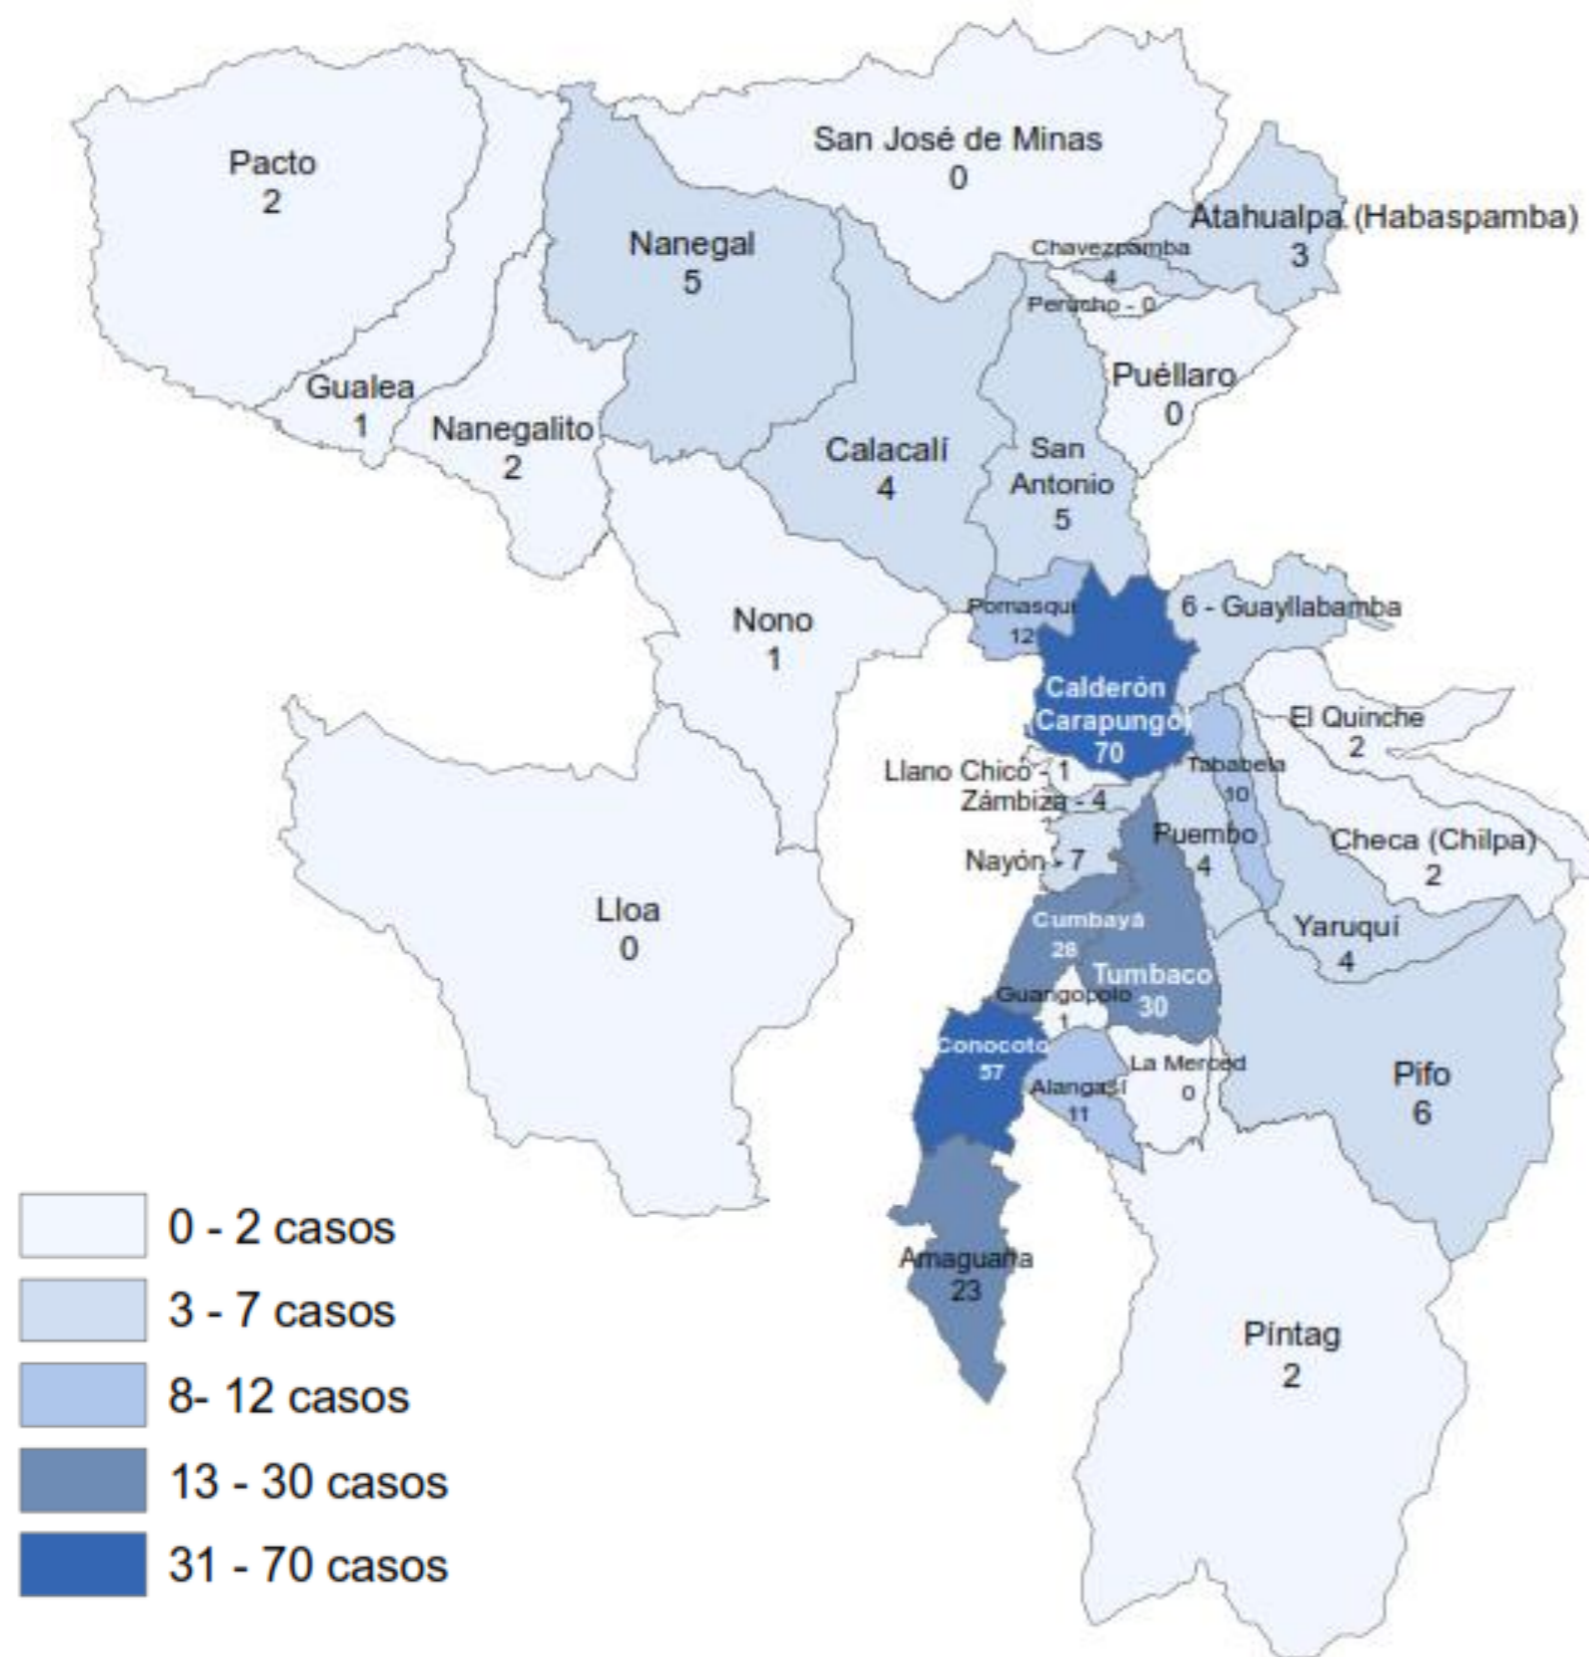 San José de Minas
0
Pacto
2
Atahualpa (Habaspamba)
3
Nanegal
5
Chavezpamba
4
Perucho - 0
Puéllaro
0
Gualea
1
Nanegalito
2
Calacalí
4
San
Antonio
5
Pomasqui
12
6 - Guayllabamba
Nono
1
Calderón
(Carapungo)
70
El Quinche
2
Llano Chico - 1
Tababela
10
Zámbiza - 4
Puembo
4
Checa (Chilpa)
2
Nayón - 7
Lloa
0
Cumbayá
28
Yaruquí
4
Tumbaco
30
Guangopolo
1
Conocoto
57
La Merced
0
Alangasí
11
Pifo
6
Amaguaña
23
Píntag
2
0 - 2 casos
3 - 7 casos
8- 12 casos
13 - 30 casos
31 - 70 casos